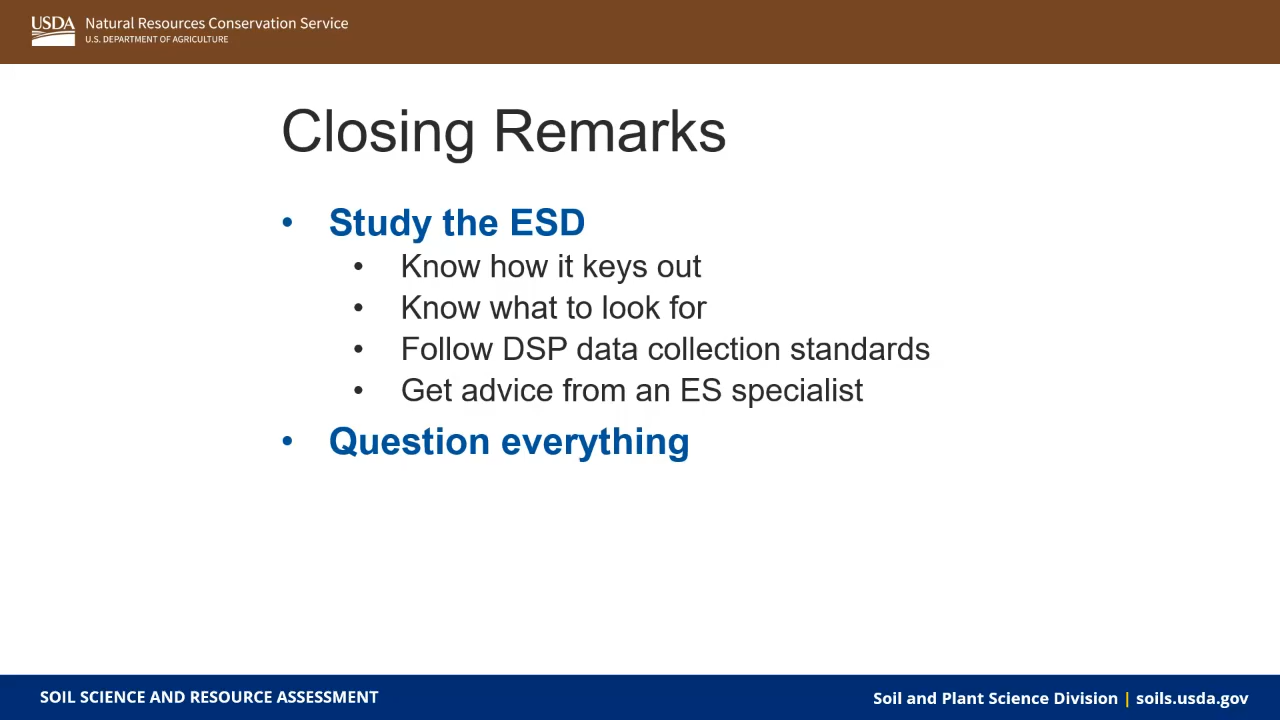 USDA
Natural Resources Conservation Service
U.S. DEPARTMENT OF AGRICULTURE
Closing Remarks
• Study the ESD
• Know how it keys out
• Know what to look for
• Follow DSP data collection standards
• Get advice from an ES specialist
• Question everything
SOIL SCIENCE AND RESOURCE ASSESSMENT
Soil and Plant Science Division | soils.usda.gov